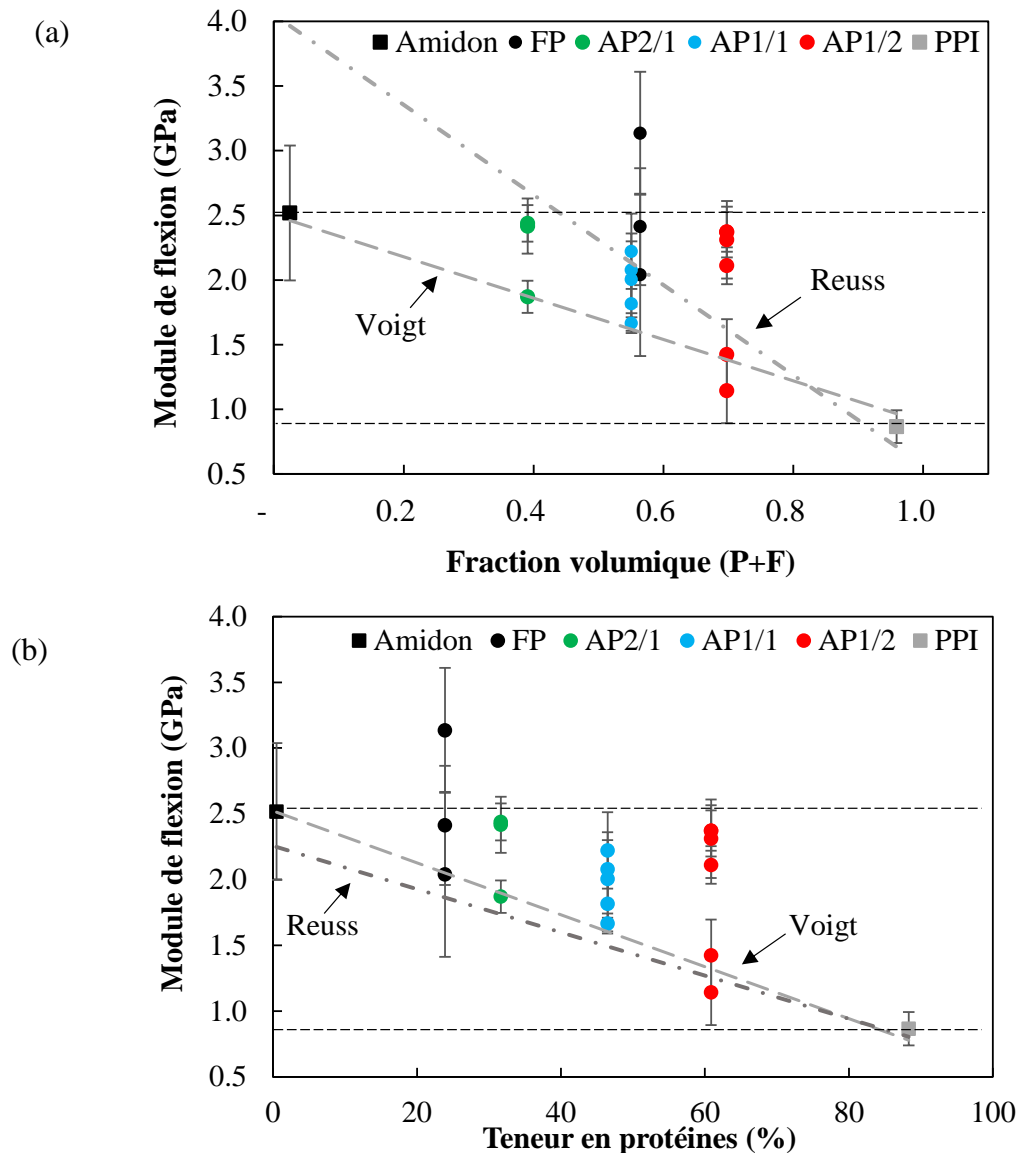 (a)
Module de flexion (GPa)
4.0
3.5
3.0
2.5
2.0
1.5
1.0
0.5
Amidon FP AP2/1 AP1/1 AP1/2 PPI
Voigt
Reuss
- 0.2 0.4 0.6 0.8 1.0
Fraction volumique (P+F)
(b)
Module de flexion (GPa)
4.0
3.5
3.0
2.5
2.0
1.5
1.0
0.5
Amidon FP AP2/1 AP1/1 AP1/2 PPI
Reuss
Voigt
0 20 40 60 80 100
Teneur en protéines (%)